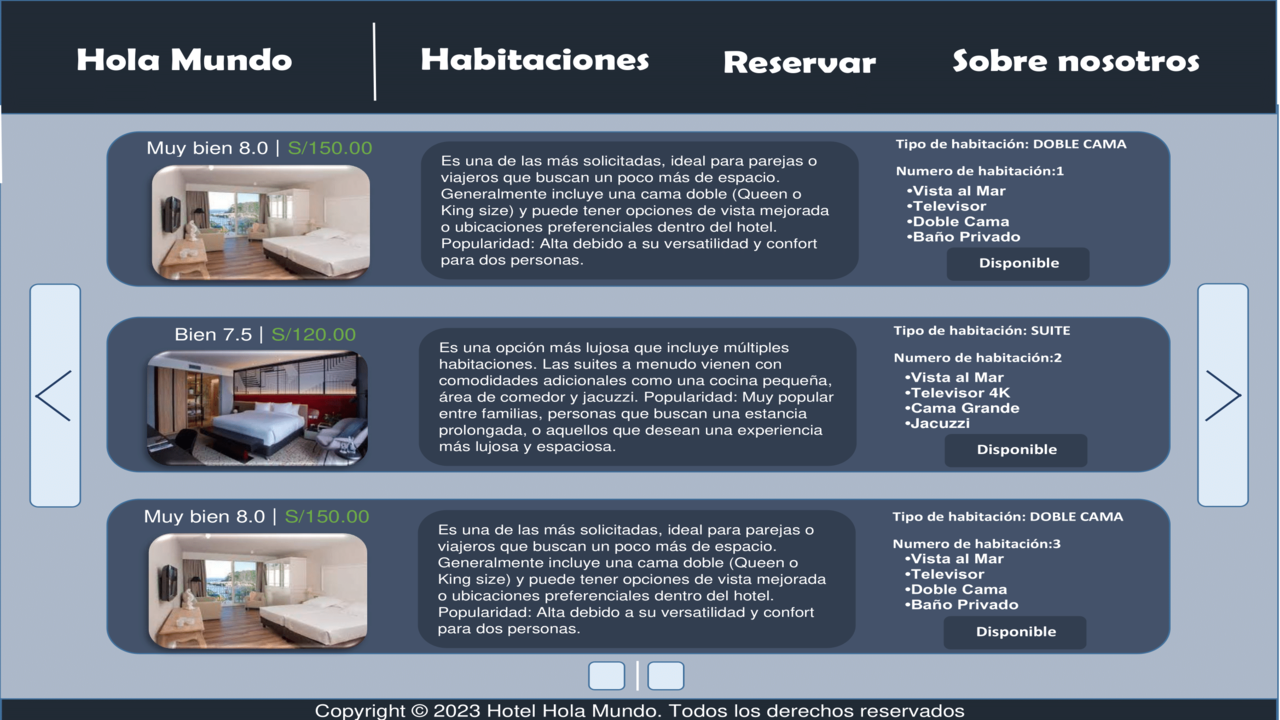 Hola Mundo
Habitaciones
Reservar
Sobre nosotros
Muy bien 8.0 | S/150.00
Es una de las más solicitadas, ideal para parejas o
viajeros que buscan un poco más de espacio.
Generalmente incluye una cama doble (Queen o
King size) y puede tener opciones de vista mejorada
o ubicaciones preferenciales dentro del hotel.
Popularidad: Alta debido a su versatilidad y confort
para dos personas.
Tipo de habitación: DOBLE CAMA
Numero de habitación:1
•Vista al Mar
•Televisor
•Doble Cama
•Baño Privado
Disponible
Bien 7.5 | S/120.00
Es una opción más lujosa que incluye múltiples
habitaciones. Las suites a menudo vienen con
comodidades adicionales como una cocina pequeña,
área de comedor y jacuzzi. Popularidad: Muy popular
entre familias, personas que buscan una estancia
prolongada, o aquellos que desean una experiencia
más lujosa y espaciosa.
Tipo de habitación: SUITE
Numero de habitación:2
•Vista al Mar
•Televisor 4K
•Cama Grande
•Jacuzzi
Disponible
Muy bien 8.0 | S/150.00
Es una de las más solicitadas, ideal para parejas o
viajeros que buscan un poco más de espacio.
Generalmente incluye una cama doble (Queen o
King size) y puede tener opciones de vista mejorada
o ubicaciones preferenciales dentro del hotel.
Popularidad: Alta debido a su versatilidad y confort
para dos personas.
Tipo de habitación: DOBLE CAMA
Numero de habitación:3
•Vista al Mar
•Televisor
•Doble Cama
•Baño Privado
Disponible
Copyright © 2023 Hotel Hola Mundo. Todos los derechos reservados